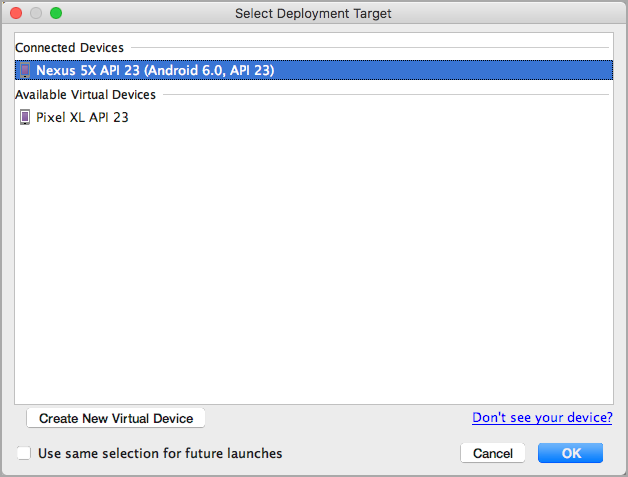 Select Deployment Target
Connected Devices
Nexus 5X API 23 (Android 6.0, API 23)
Available Virtual Devices
Pixel XL API 23
Create New Virtual Device
Don't see your device?
Use same selection for future launches
Cancel
OK